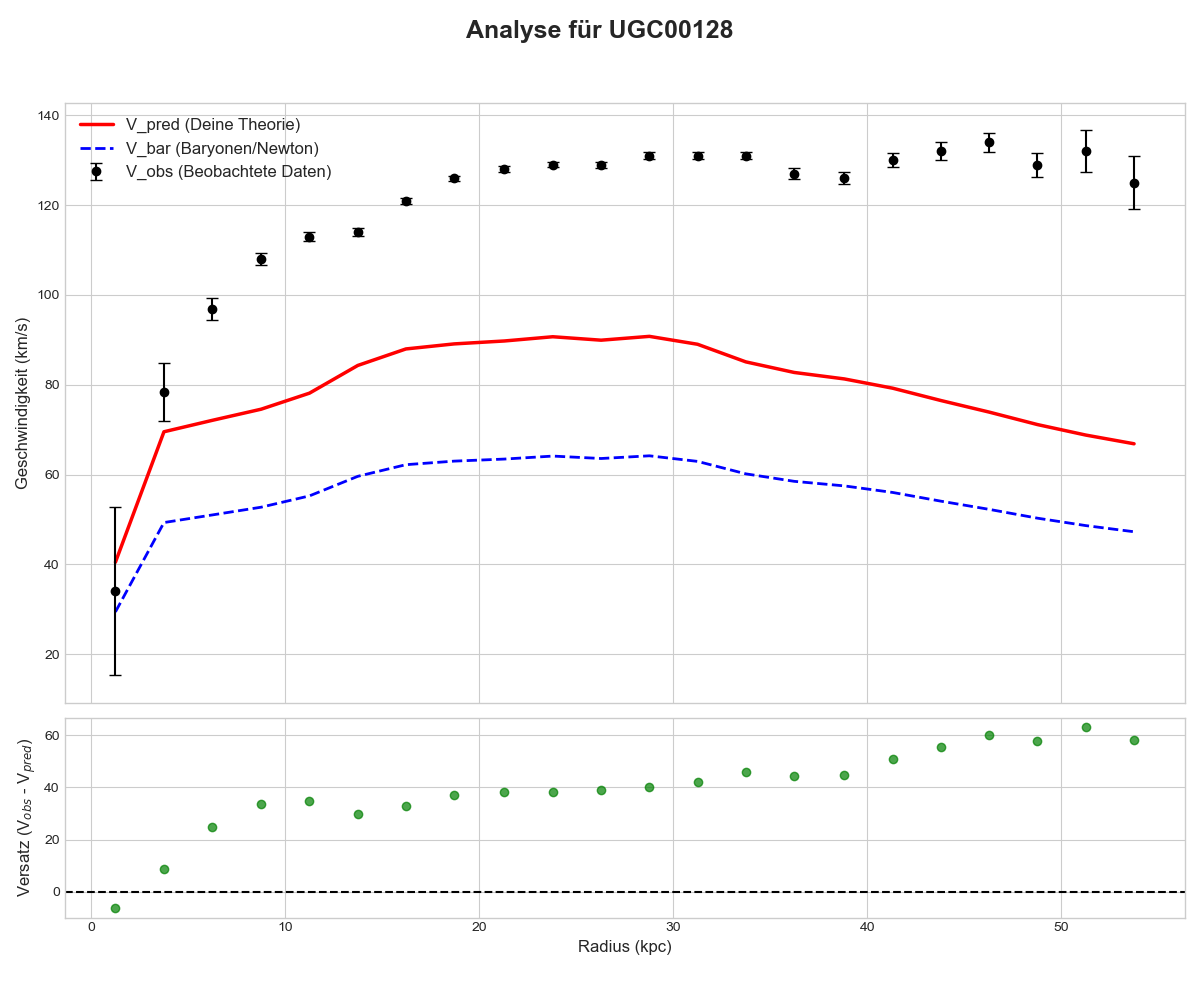 Analyse für UGC00128
V_pred (Deine Theorie)
V_bar (Baryonen/Newton)
V_obs (Beobachtete Daten)
Geschwindigkeit (km/s)
140
120
100
80
60
40
20
Versatz (V_obs - V_pred)
60
40
20
0
0 10 20 30 40 50
Radius (kpc)